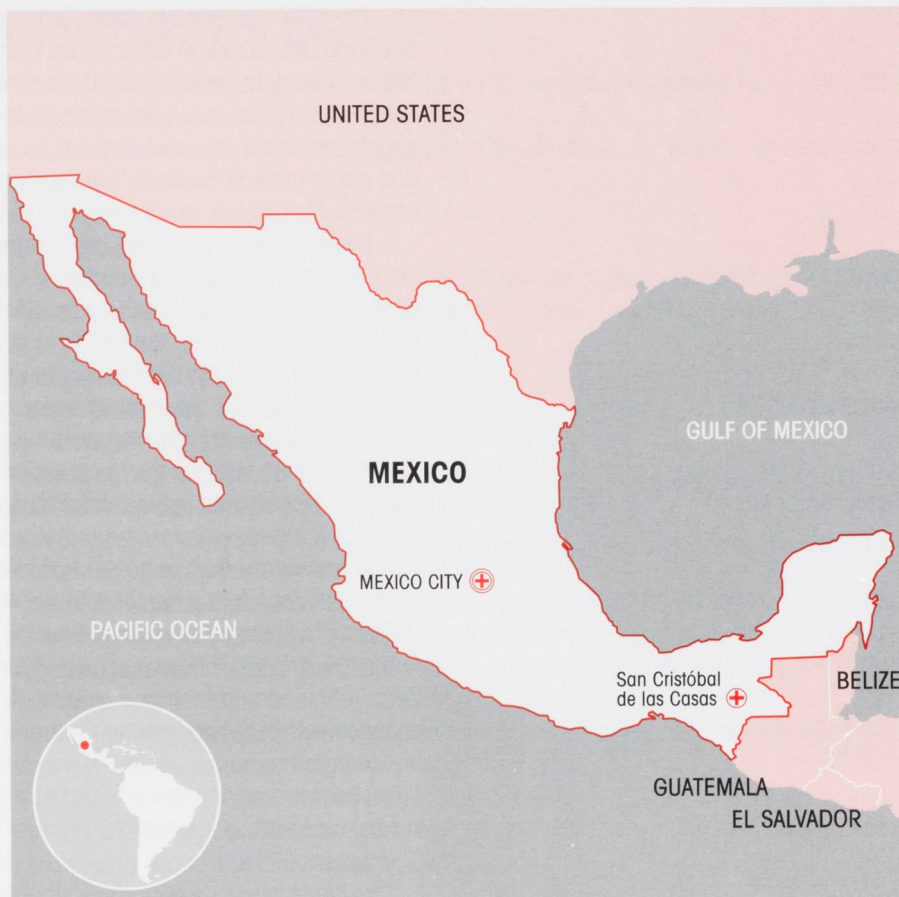 UNITED STATES
GULF OF MEXICO
MEXICO
MEXICO CITY
PACIFIC OCEAN
San Cristóbal
de las Casas
BELIZE
GUATEMALA
EL SALVADOR